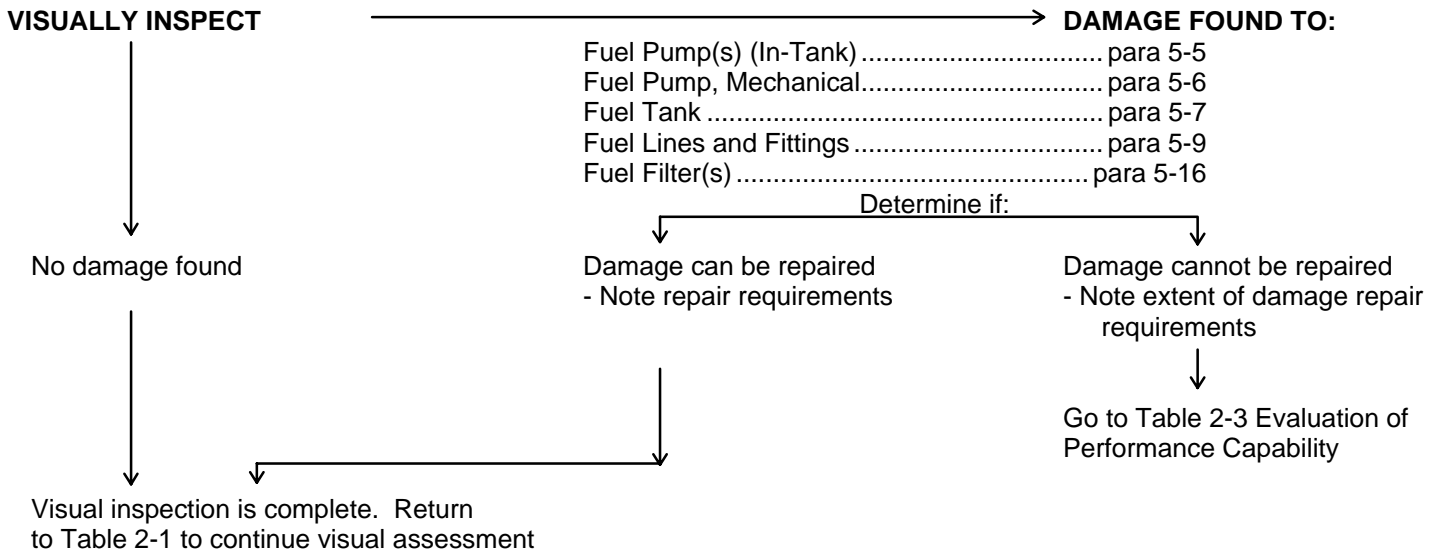 VISUALLY INSPECT
DAMAGE FOUND TO:
Fuel Pump(s) (In-Tank)................................. para 5-5
Fuel Pump, Mechanical................................. para 5-6
Fuel Tank ...................................................... para 5-7
Fuel Lines and Fittings .................................. para 5-9
Fuel Filter(s) ................................................ para 5-16
Determine if:
No damage found
Damage can be repaired
- Note repair requirements
Damage cannot be repaired
- Note extent of damage repair
requirements
Go to Table 2-3 Evaluation of
Performance Capability
Visual inspection is complete. Return
to Table 2-1 to continue visual assessment